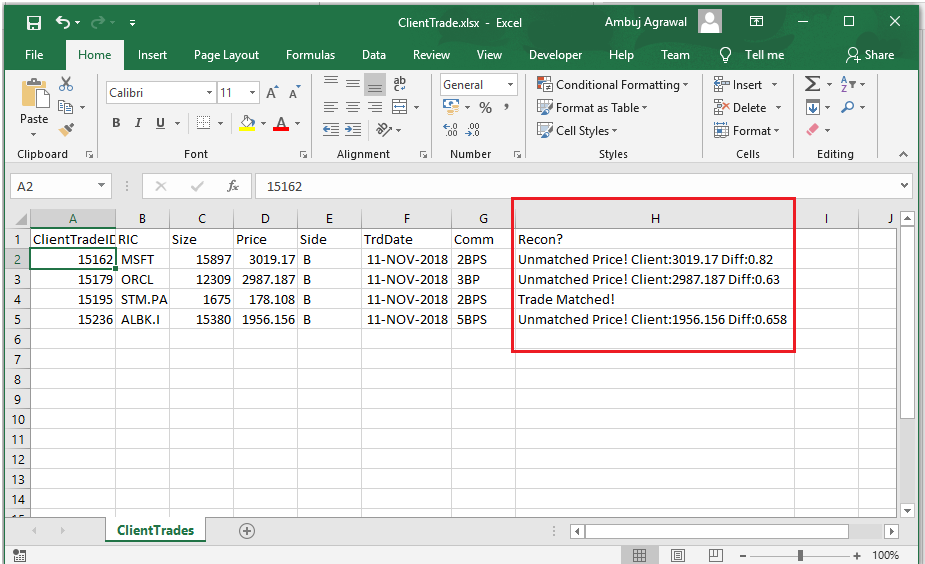 ClientTrade.xlsx - Excel
Ambuj Agrawal
File Home Insert Page Layout Formulas Data Review View Developer Help Team Tell me Share
Paste
Calibri 11 A A
B I U A
ab
General
% ,
.00 .00
Conditional Formatting
Format as Table
Cell Styles
Insert
Delete
Format
Clipboard Font Alignment Number Styles Cells Editing
A2 fx 15162
A B C D E F G H I J
1 ClientTradeID RIC Size Price Side TrdDate Comm Recon?
2 15162 MSFT 15897 3019.17 B 11-NOV-2018 2BPS Unmatched Price! Client:3019.17 Diff:0.82
3 15179 ORCL 12309 2987.187 B 11-NOV-2018 3BP Unmatched Price! Client:2987.187 Diff:0.63
4 15195 STM.PA 1675 178.108 B 11-NOV-2018 2BPS Trade Matched!
5 15236 ALBK.I 15380 1956.156 B 11-NOV-2018 5BPS Unmatched Price! Client:1956.156 Diff:0.658
6
7
8
9
10
11
12
13
14
ClientTrades
100%